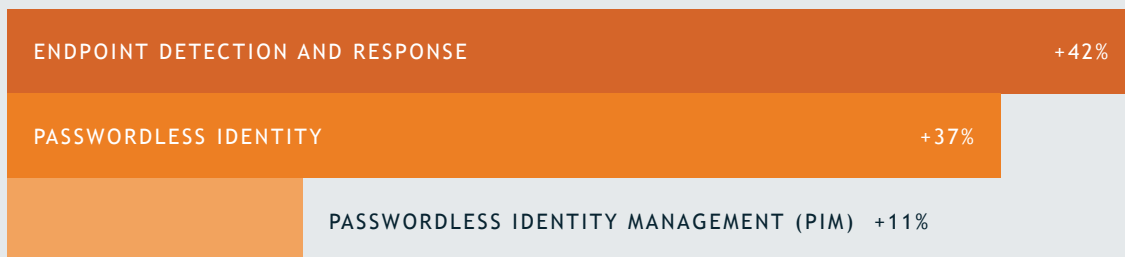 ENDPOINT DETECTION AND RESPONSE +42%
PASSWORDLESS IDENTITY +37%
PASSWORDLESS IDENTITY MANAGEMENT (PIM) +11%